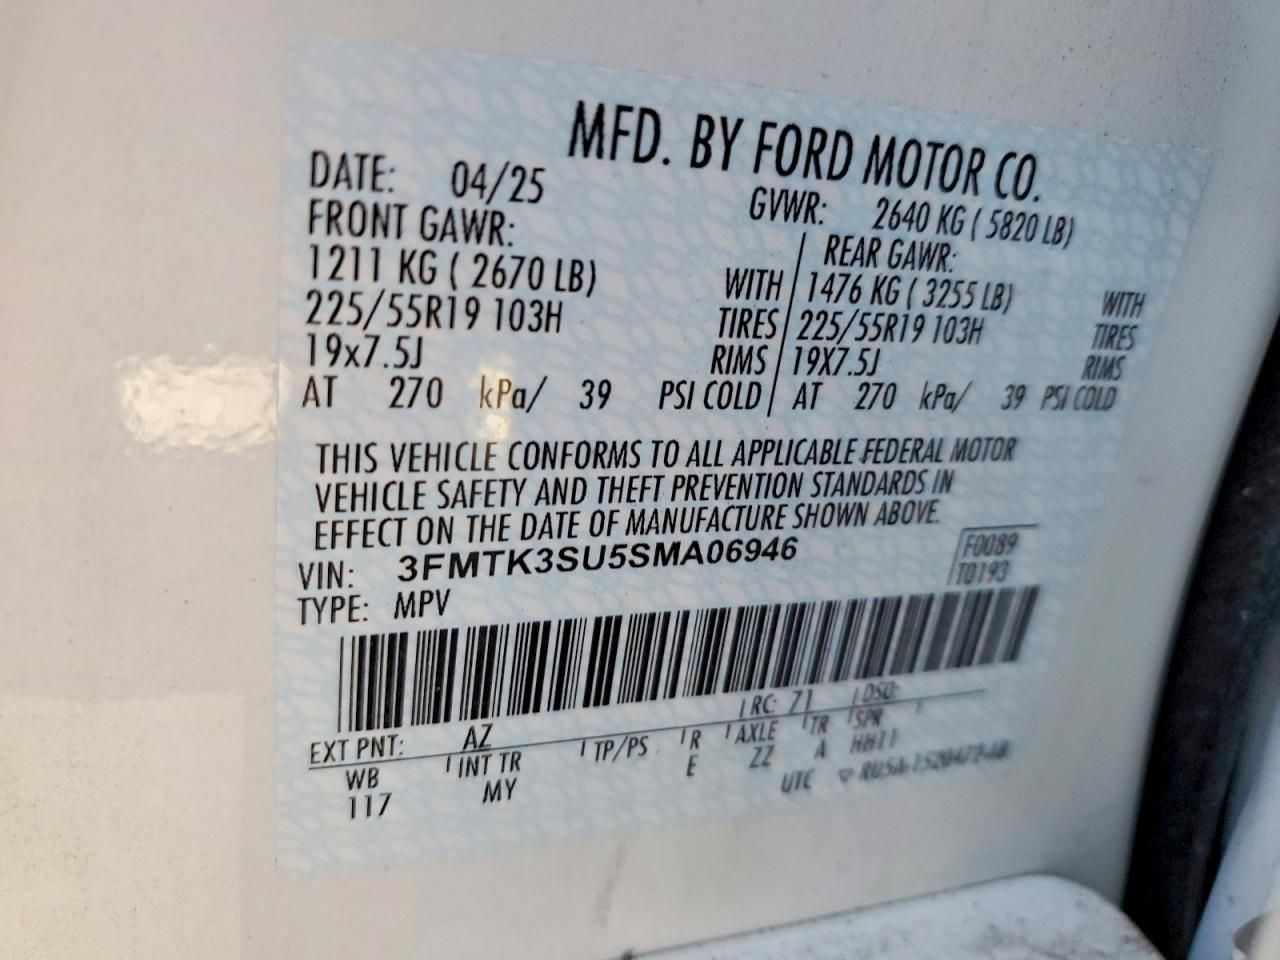 MFD. BY FORD MOTOR CO.
DATE: 04/25 GVWR: 2640 KG ( 5820 LB)
FRONT GAWR: REAR GAWR:
1211 KG ( 2670 LB) WITH 1476 KG ( 3255 LB) WITH
225/55R19 103H TIRES 225/55R19 103H TIRES
19x7.5J RIMS 19X7.5J RIMS
AT 270 kPa/ 39 PSI COLD AT 270 kPa/ 39 PSI COLD
THIS VEHICLE CONFORMS TO ALL APPLICABLE FEDERAL MOTOR
VEHICLE SAFETY AND THEFT PREVENTION STANDARDS IN
EFFECT ON THE DATE OF MANUFACTURE SHOWN ABOVE.
VIN: 3FMTK3SU5SMA06946 F0089
TYPE: MPV T0193
EXT PNT: AZ RC: 71 DSO:
WB INT TR TP/PS R AXLE TR SPR
117 MY E ZZ A HH11
UTC